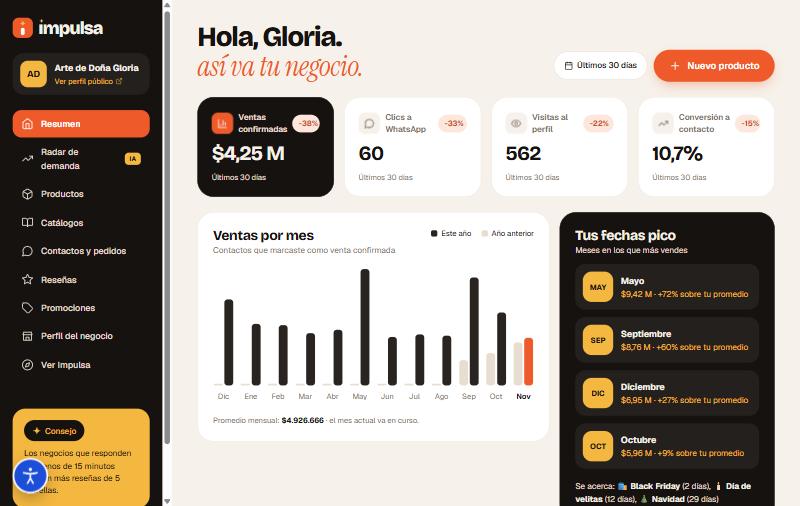 impulsa
AD
Arte de Doña Gloria
Ver perfil público
Resumen
Radar de
demanda
IA
Productos
Catálogos
Contactos y pedidos
Reseñas
Promociones
Perfil del negocio
Ver Impulsa
Consejo
Los negocios que responden
minutos
más reseñas de 5
Hola, Gloria.
así va tu negocio.
Últimos 30 días
Nuevo producto
Ventas
confirmadas
-38%
$4,25 M
Últimos 30 días
Clics a
WhatsApp
-33%
60
Últimos 30 días
Visitas al
perfil
-22%
562
Últimos 30 días
Conversión a
contacto
-15%
10,7%
Últimos 30 días
Ventas por mes
Contactos que marcaste como venta confirmada
Este año
Año anterior
Dic Ene Feb Mar Abr May Jun Jul Ago Sep Oct Nov
Promedio mensual: $4.926.666 · el mes actual va en curso.
Tus fechas pico
Meses en los que más vendes
MAY
Mayo
$9,42 M · +72% sobre tu promedio
SEP
Septiembre
$8,76 M · +60% sobre tu promedio
DIC
Diciembre
$6,95 M · +27% sobre tu promedio
OCT
Octubre
$5,96 M · +9% sobre tu promedio
Se acerca: Black Friday (2 días), Día de
velitas (12 días), Navidad (29 días)